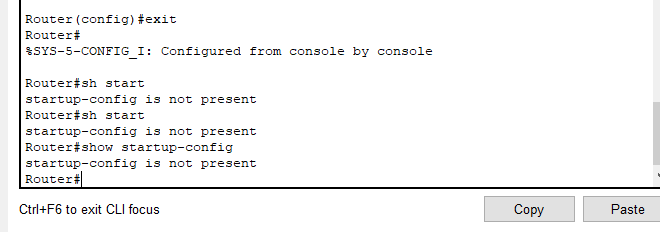 Router(config)#exit
Router#
%SYS-5-CONFIG_I: Configured from console by console
Router#sh start
startup-config is not present
Router#sh start
startup-config is not present
Router#show startup-config
startup-config is not present
Router#
Ctrl+F6 to exit CLI focus
Copy
Paste